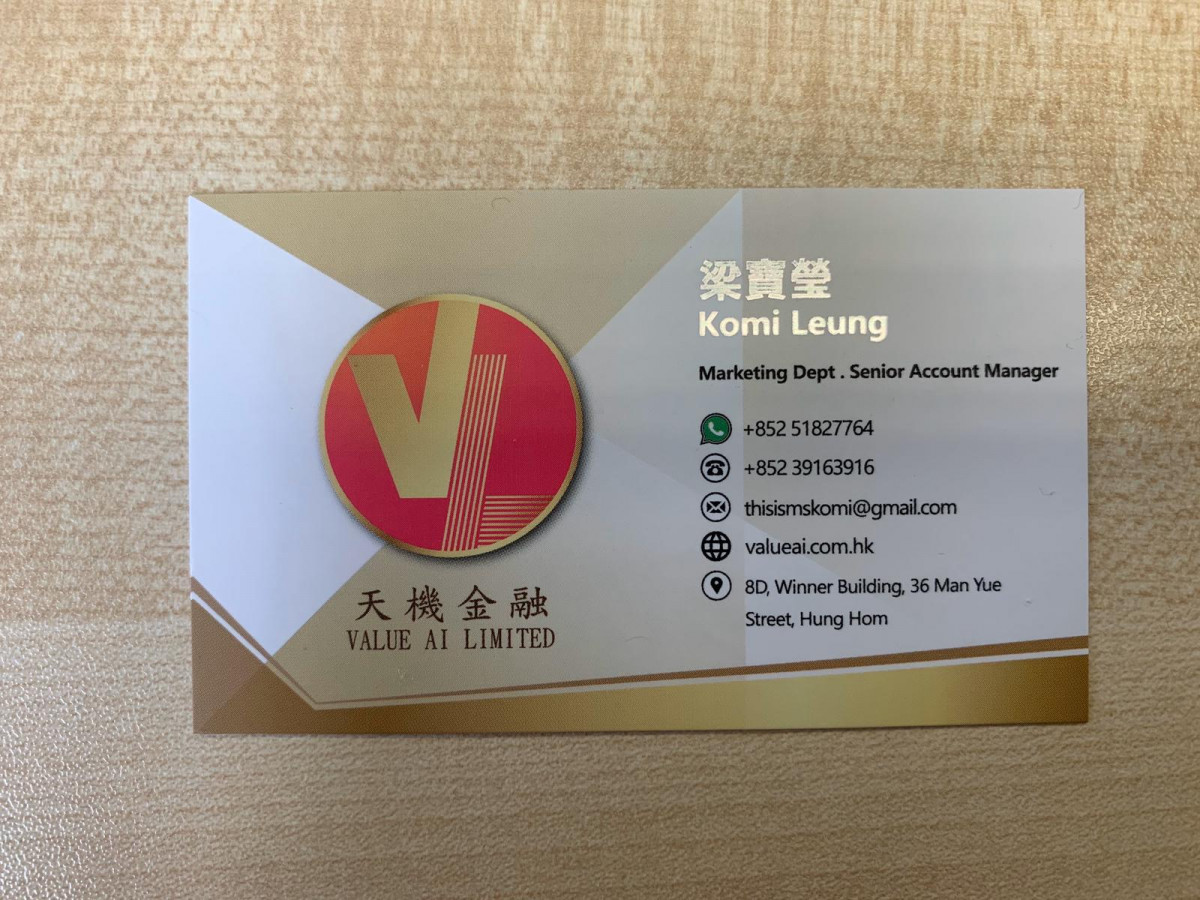 天機金融
VALUE AI LIMITED
梁寶瑩
Komi Leung
Marketing Dept . Senior Account Manager
+852 51827764
+852 39163916
thisismskomi@gmail.com
valueai.com.hk
8D, Winner Building, 36 Man Yue
Street, Hung Hom